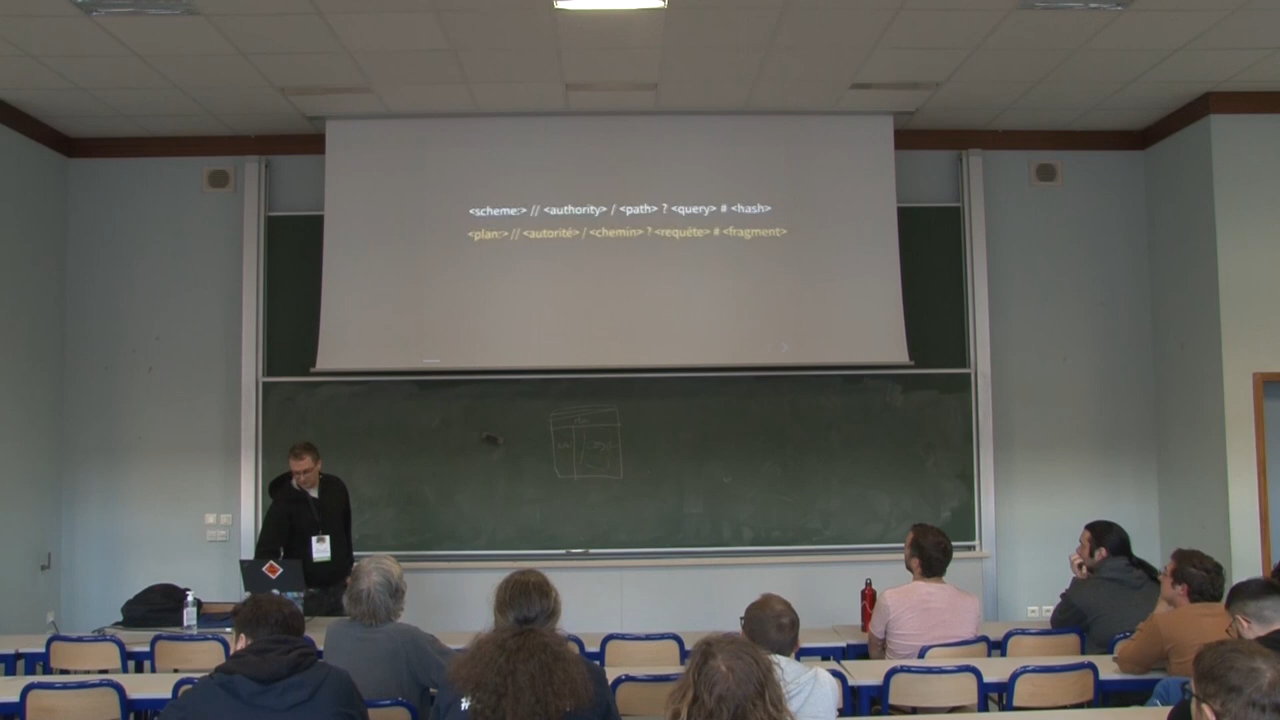 <scheme:> // <authority> / <path> ? <query> # <hash>
<plan:> // <autorité> / <chemin> ? <requête> # <fragment>